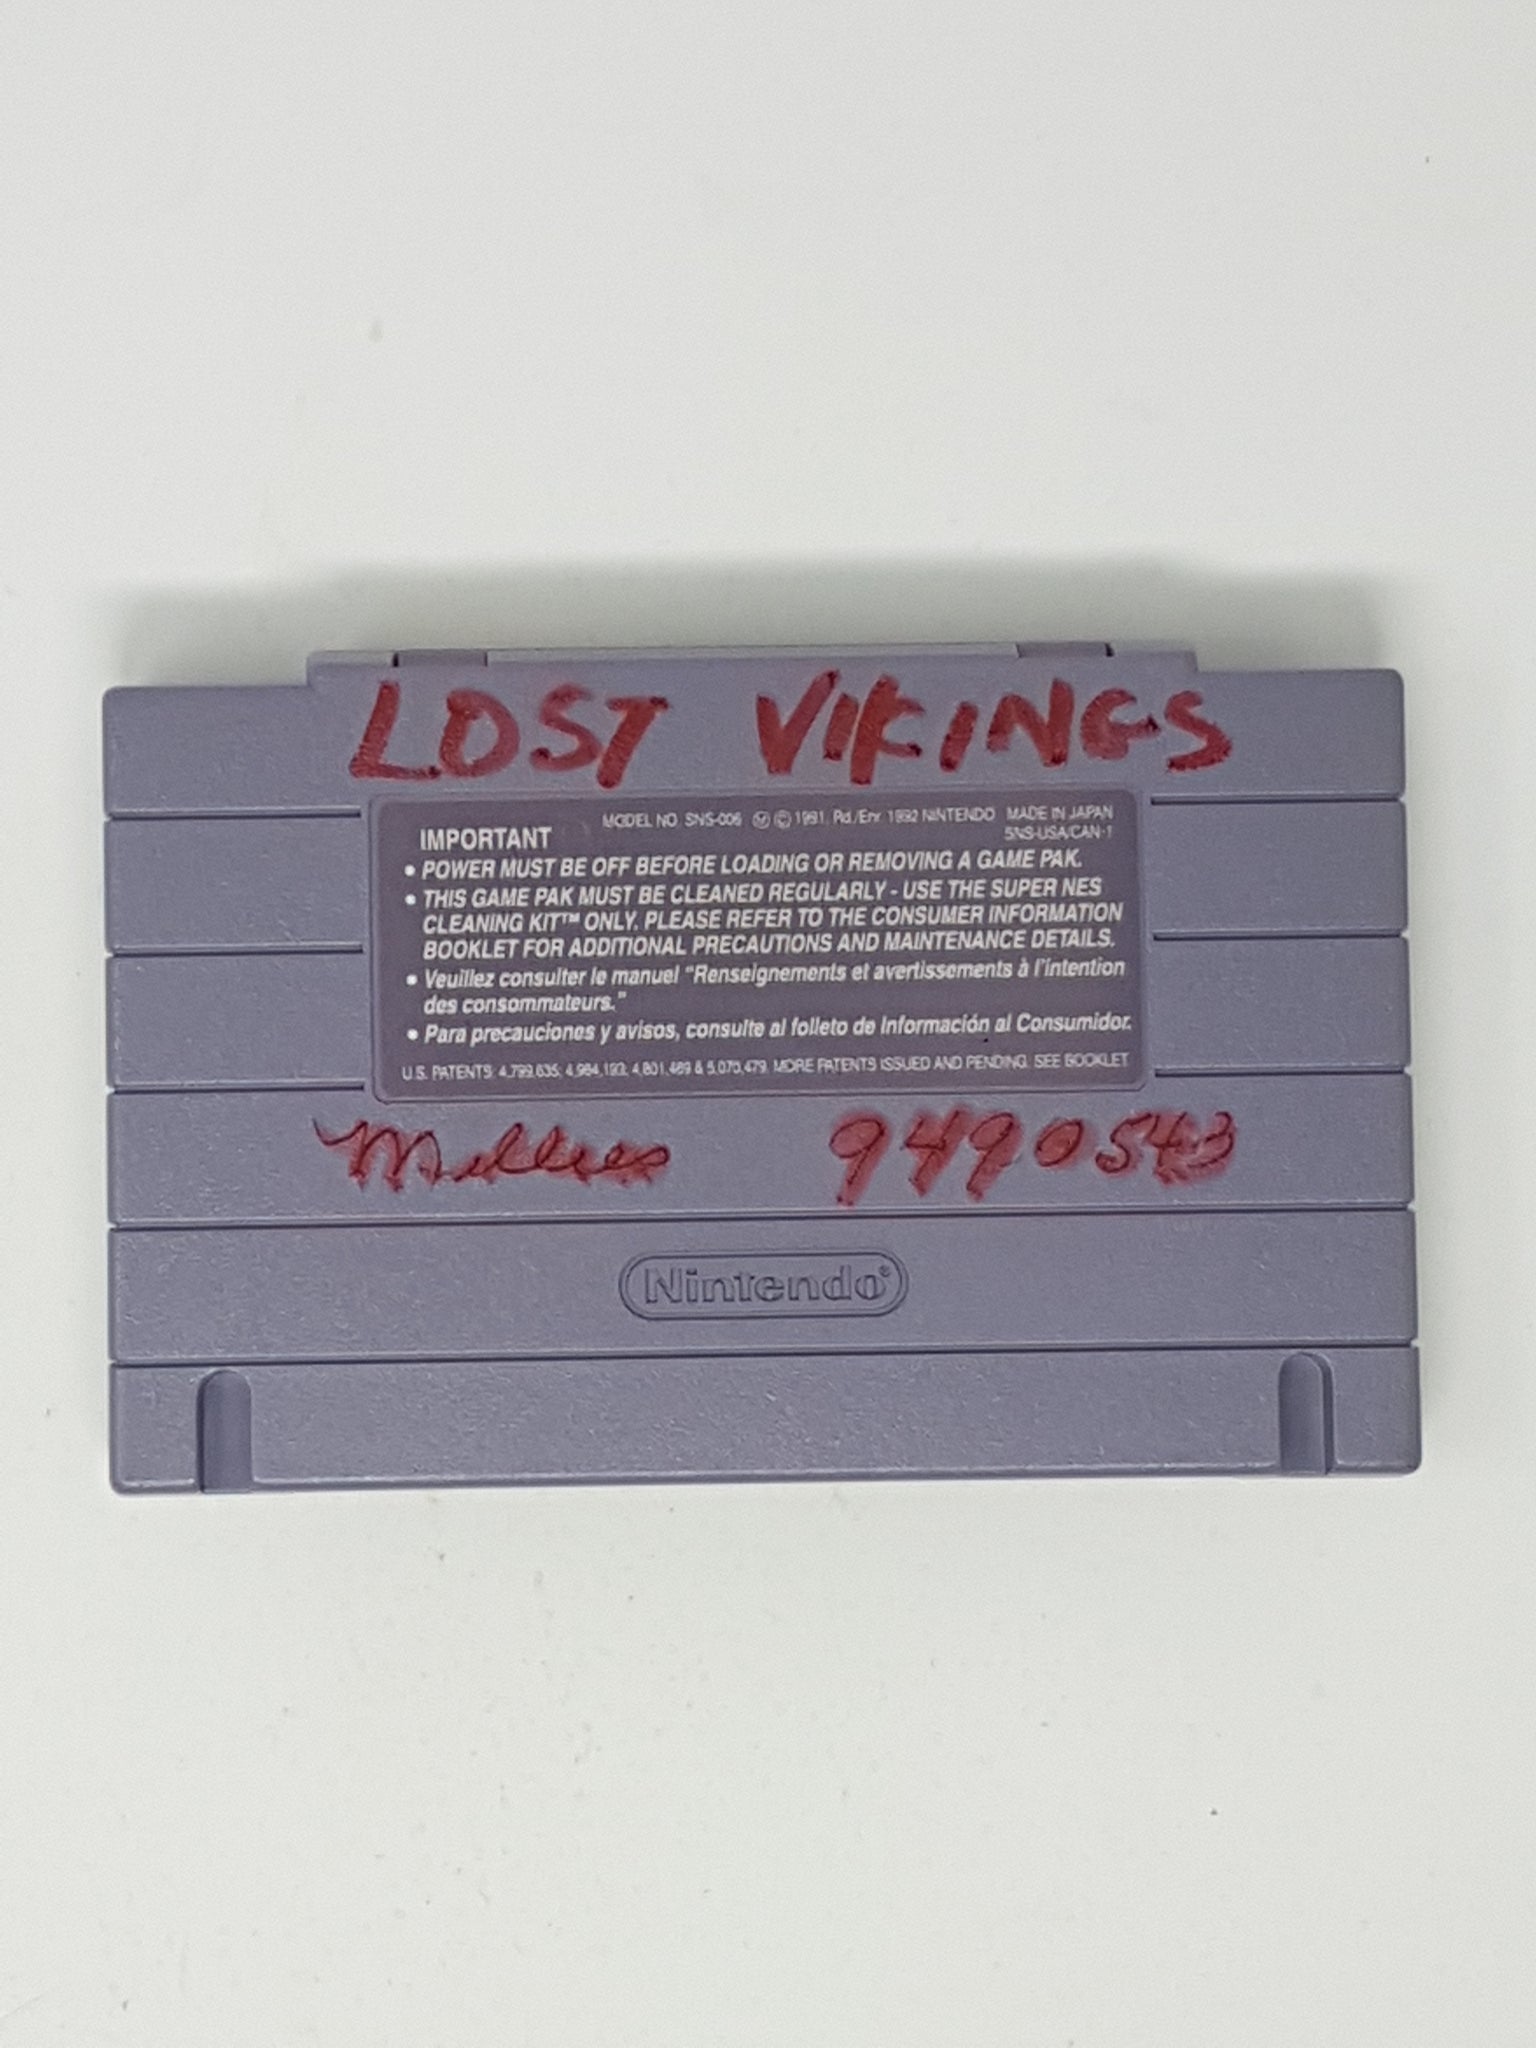 LOST VIKINGS
MODEL NO. SNS-006 Ⓜ © 1991, Rd./Enr. 1992 NINTENDO MADE IN JAPAN
SNS-USA/CAN-1
IMPORTANT
• POWER MUST BE OFF BEFORE LOADING OR REMOVING A GAME PAK.
• THIS GAME PAK MUST BE CLEANED REGULARLY - USE THE SUPER NES
CLEANING KIT™ ONLY. PLEASE REFER TO THE CONSUMER INFORMATION
BOOKLET FOR ADDITIONAL PRECAUTIONS AND MAINTENANCE DETAILS.
• Veuillez consulter le manuel "Renseignements et avertissements à l'intention
des consommateurs."
• Para precauciones y avisos, consulte al folleto de Información al Consumidor.
U.S. PATENTS: 4,799,635; 4,984,193; 4,801,489 & 5,070,479. MORE PATENTS ISSUED AND PENDING. SEE BOOKLET
Millies 9490543
Nintendo®